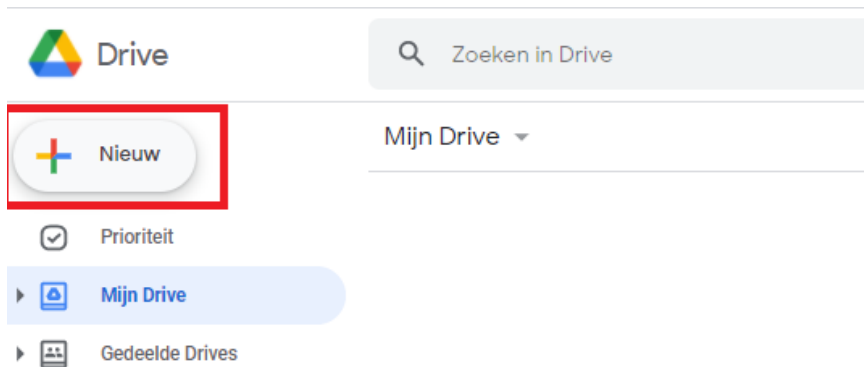 Drive
Zoeken in Drive
Nieuw
Mijn Drive
Prioriteit
Mijn Drive
Gedeelde Drives